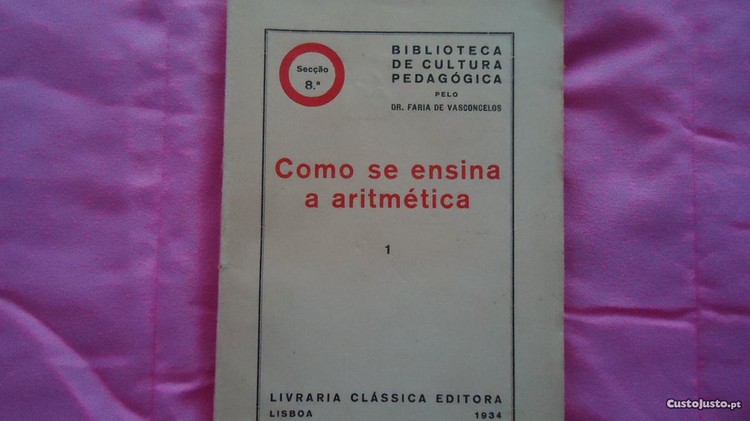 Secção
8.ª
BIBLIOTECA
DE CULTURA
PEDAGÓGICA
PELO
DR. FARIA DE VASCONCELOS
Como se ensina
a aritmética
1
LIVRARIA CLÁSSICA EDITORA
LISBOA 1934
CustoJusto.pt